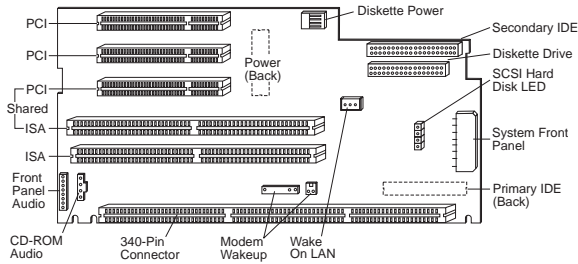 Diskette Power
PCI
Secondary IDE
PCI
Power
(Back)
Diskette Drive
SCSI Hard
Disk LED
PCI
Shared
ISA
System Front
Panel
ISA
Front
Panel
Audio
Primary IDE
(Back)
CD-ROM
Audio
340-Pin
Connector
Modem
Wakeup
Wake
On LAN